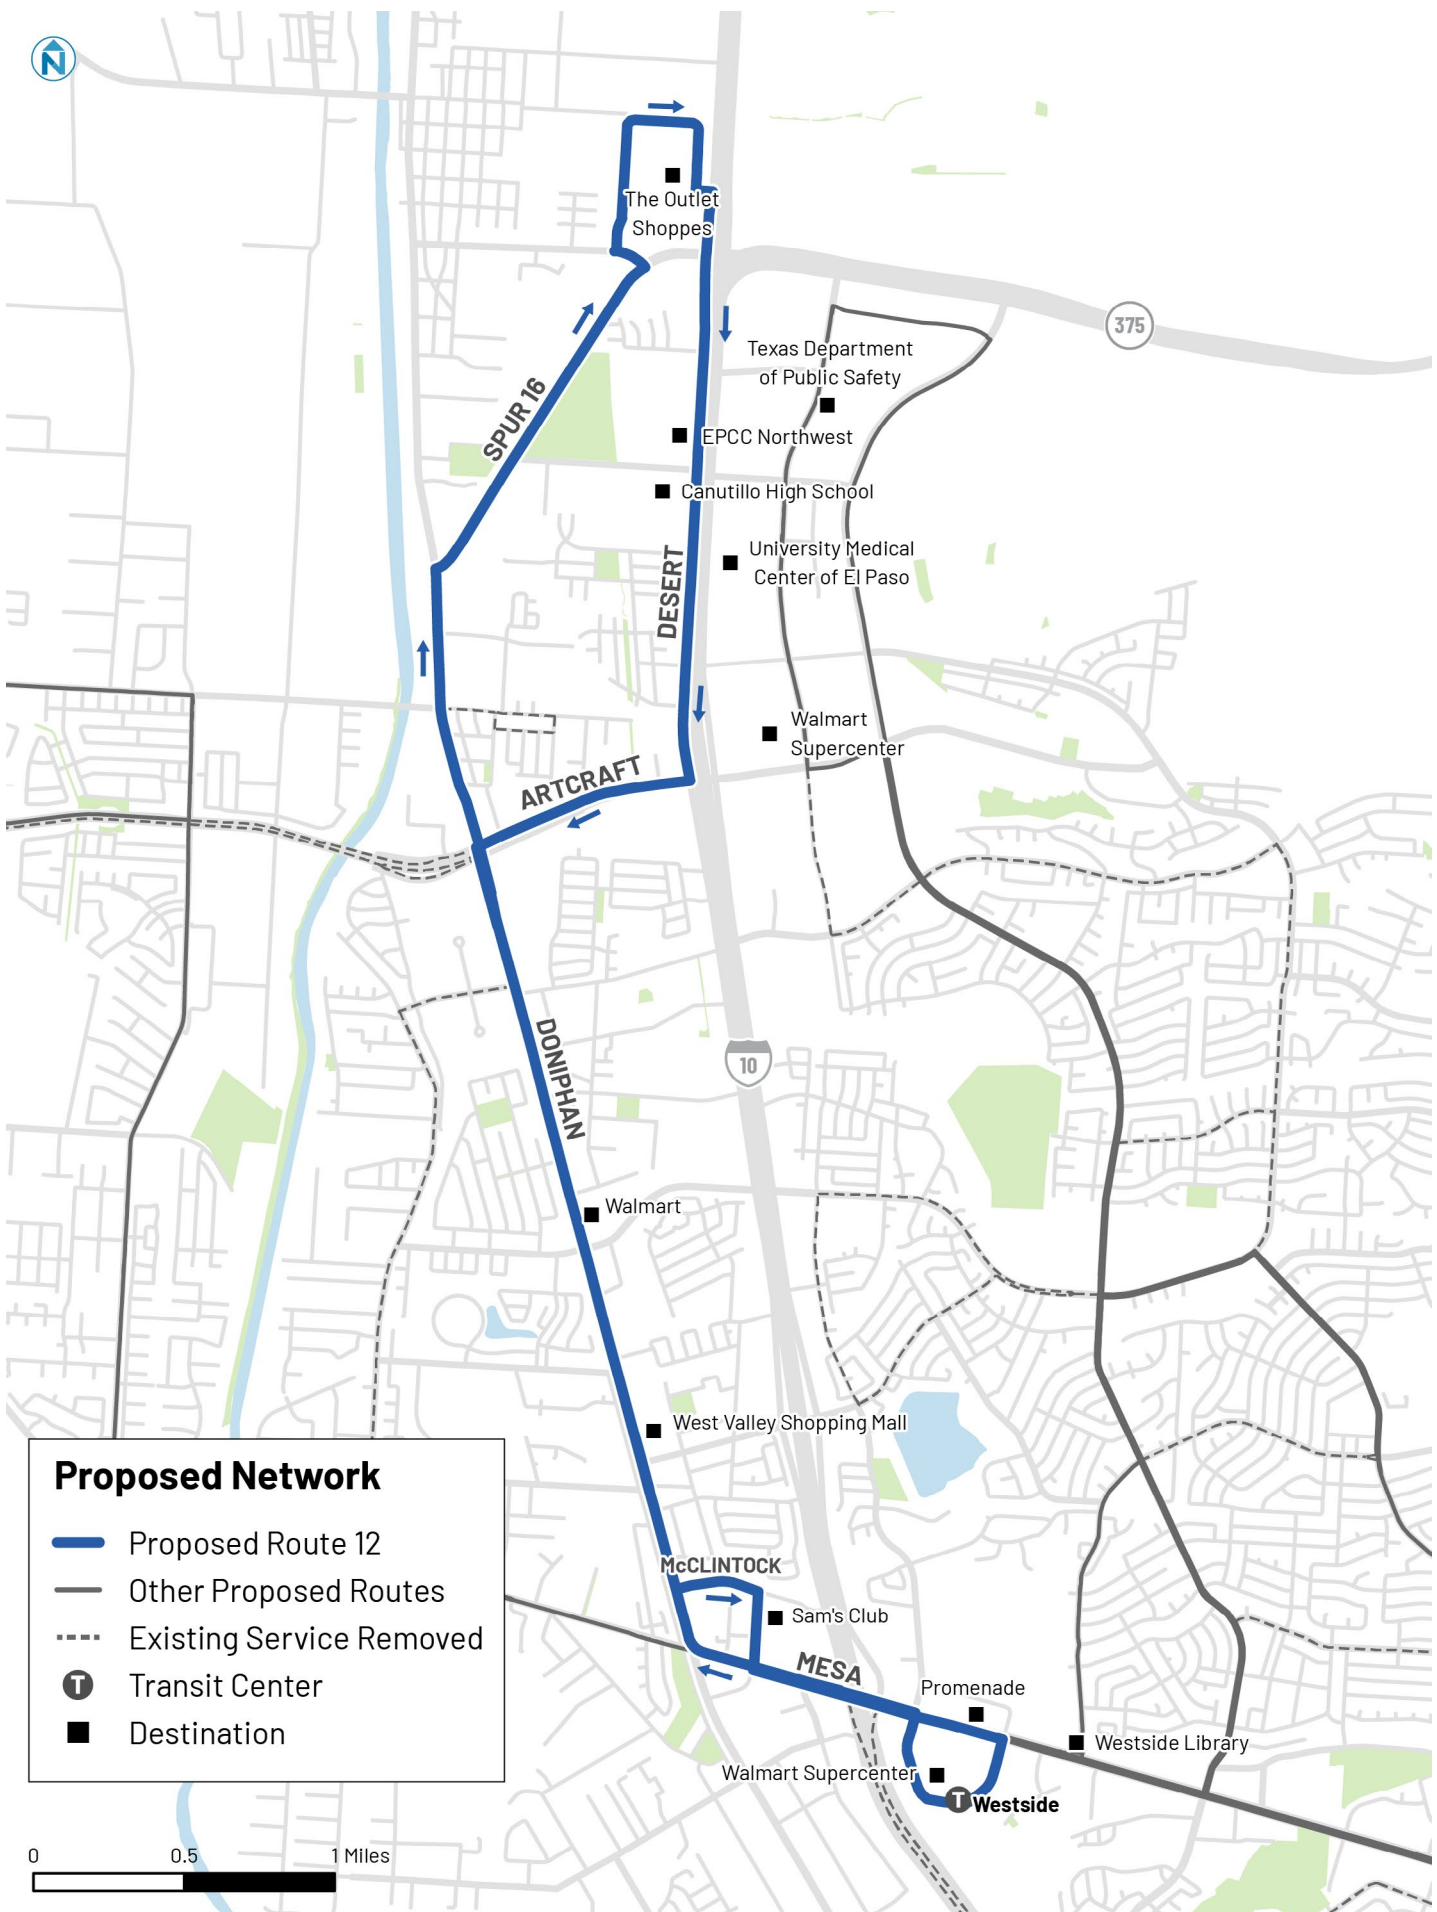 N
The Outlet
Shoppes
375
Texas Department
of Public Safety
SPUR 16
EPCC Northwest
Canutillo High School
University Medical
Center of El Paso
DESERT
Walmart
Supercenter
ARTCRAFT
DONIPHAN
10
Walmart
West Valley Shopping Mall
Proposed Network
Proposed Route 12
Other Proposed Routes
Existing Service Removed
T Transit Center
Destination
McCLINTOCK
Sam's Club
MESA
Promenade
Westside Library
Walmart Supercenter
T Westside
0 0.5 1 Miles